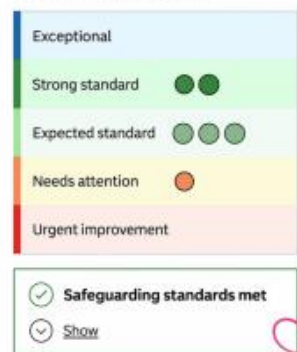 Exceptional
Strong standard
Expected standard
Needs attention
Urgent improvement
Safeguarding standards met
Show